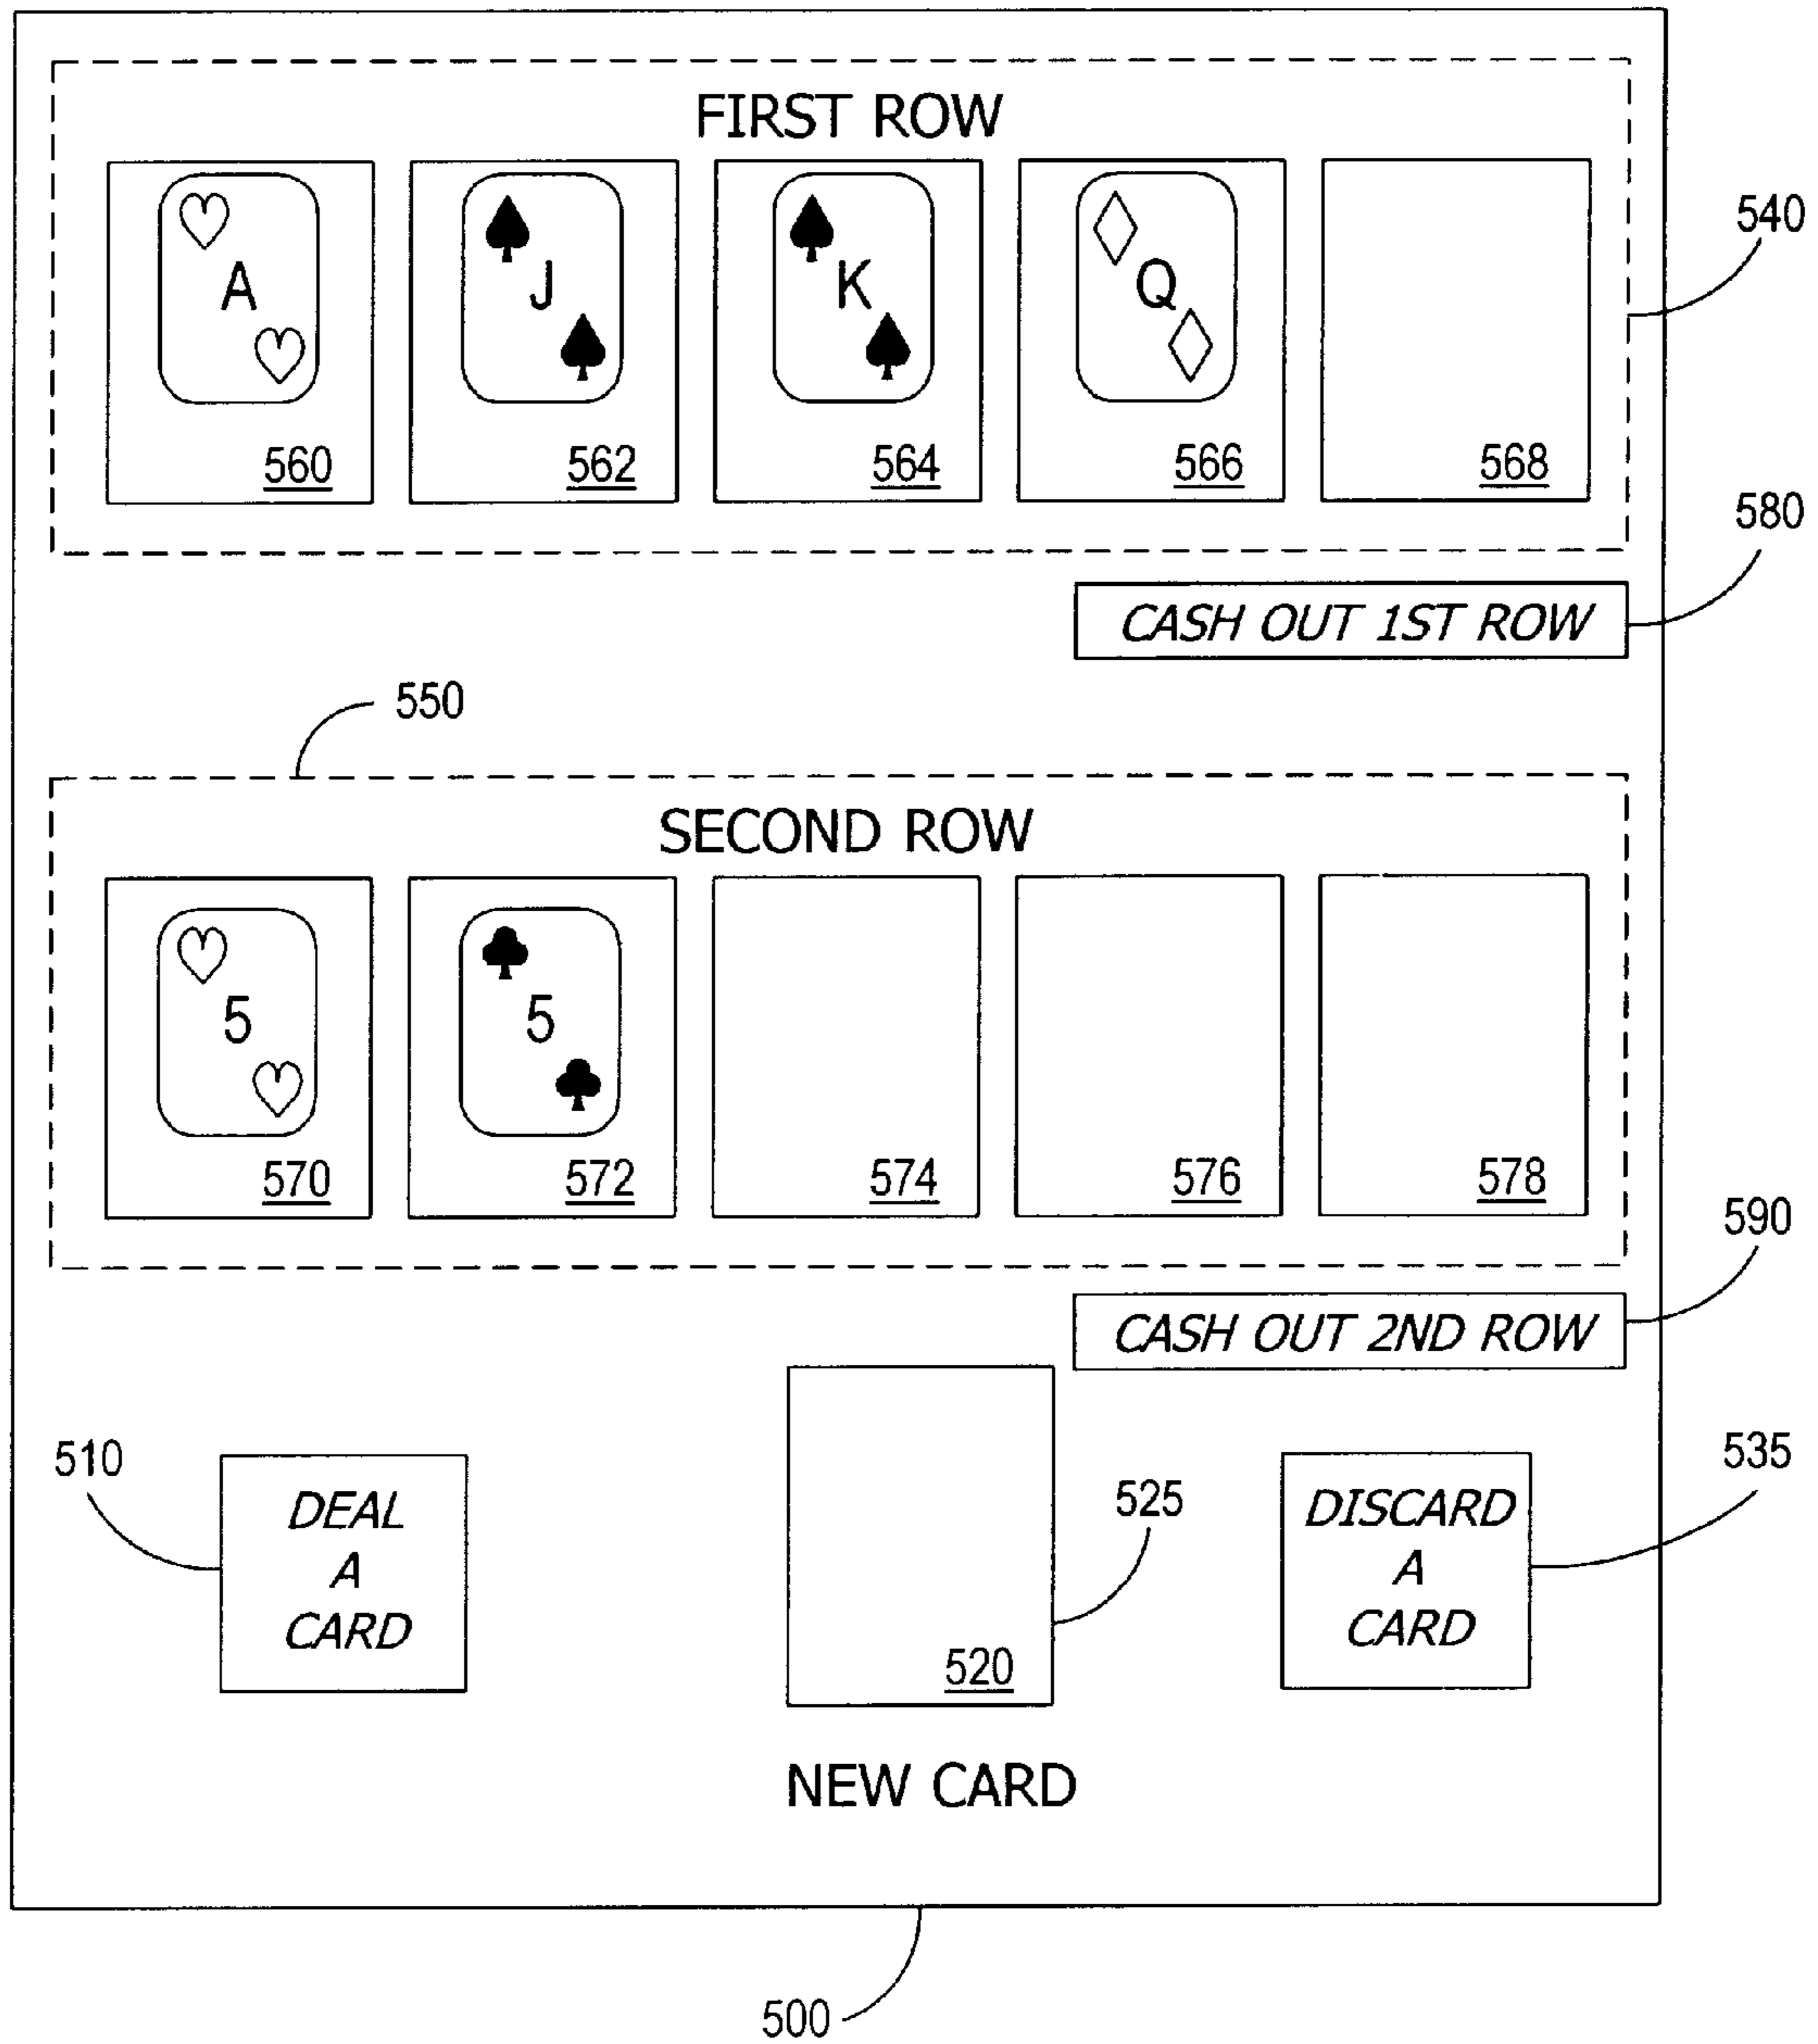 FIRST ROW
A J K Q
560 562 564 566 568
540
580
CASH OUT 1ST ROW
550
SECOND ROW
5 5
570 572 574 576 578
590
CASH OUT 2ND ROW
510
DEAL
A
CARD
520
525
535
DISCARD
A
CARD
NEW CARD
500